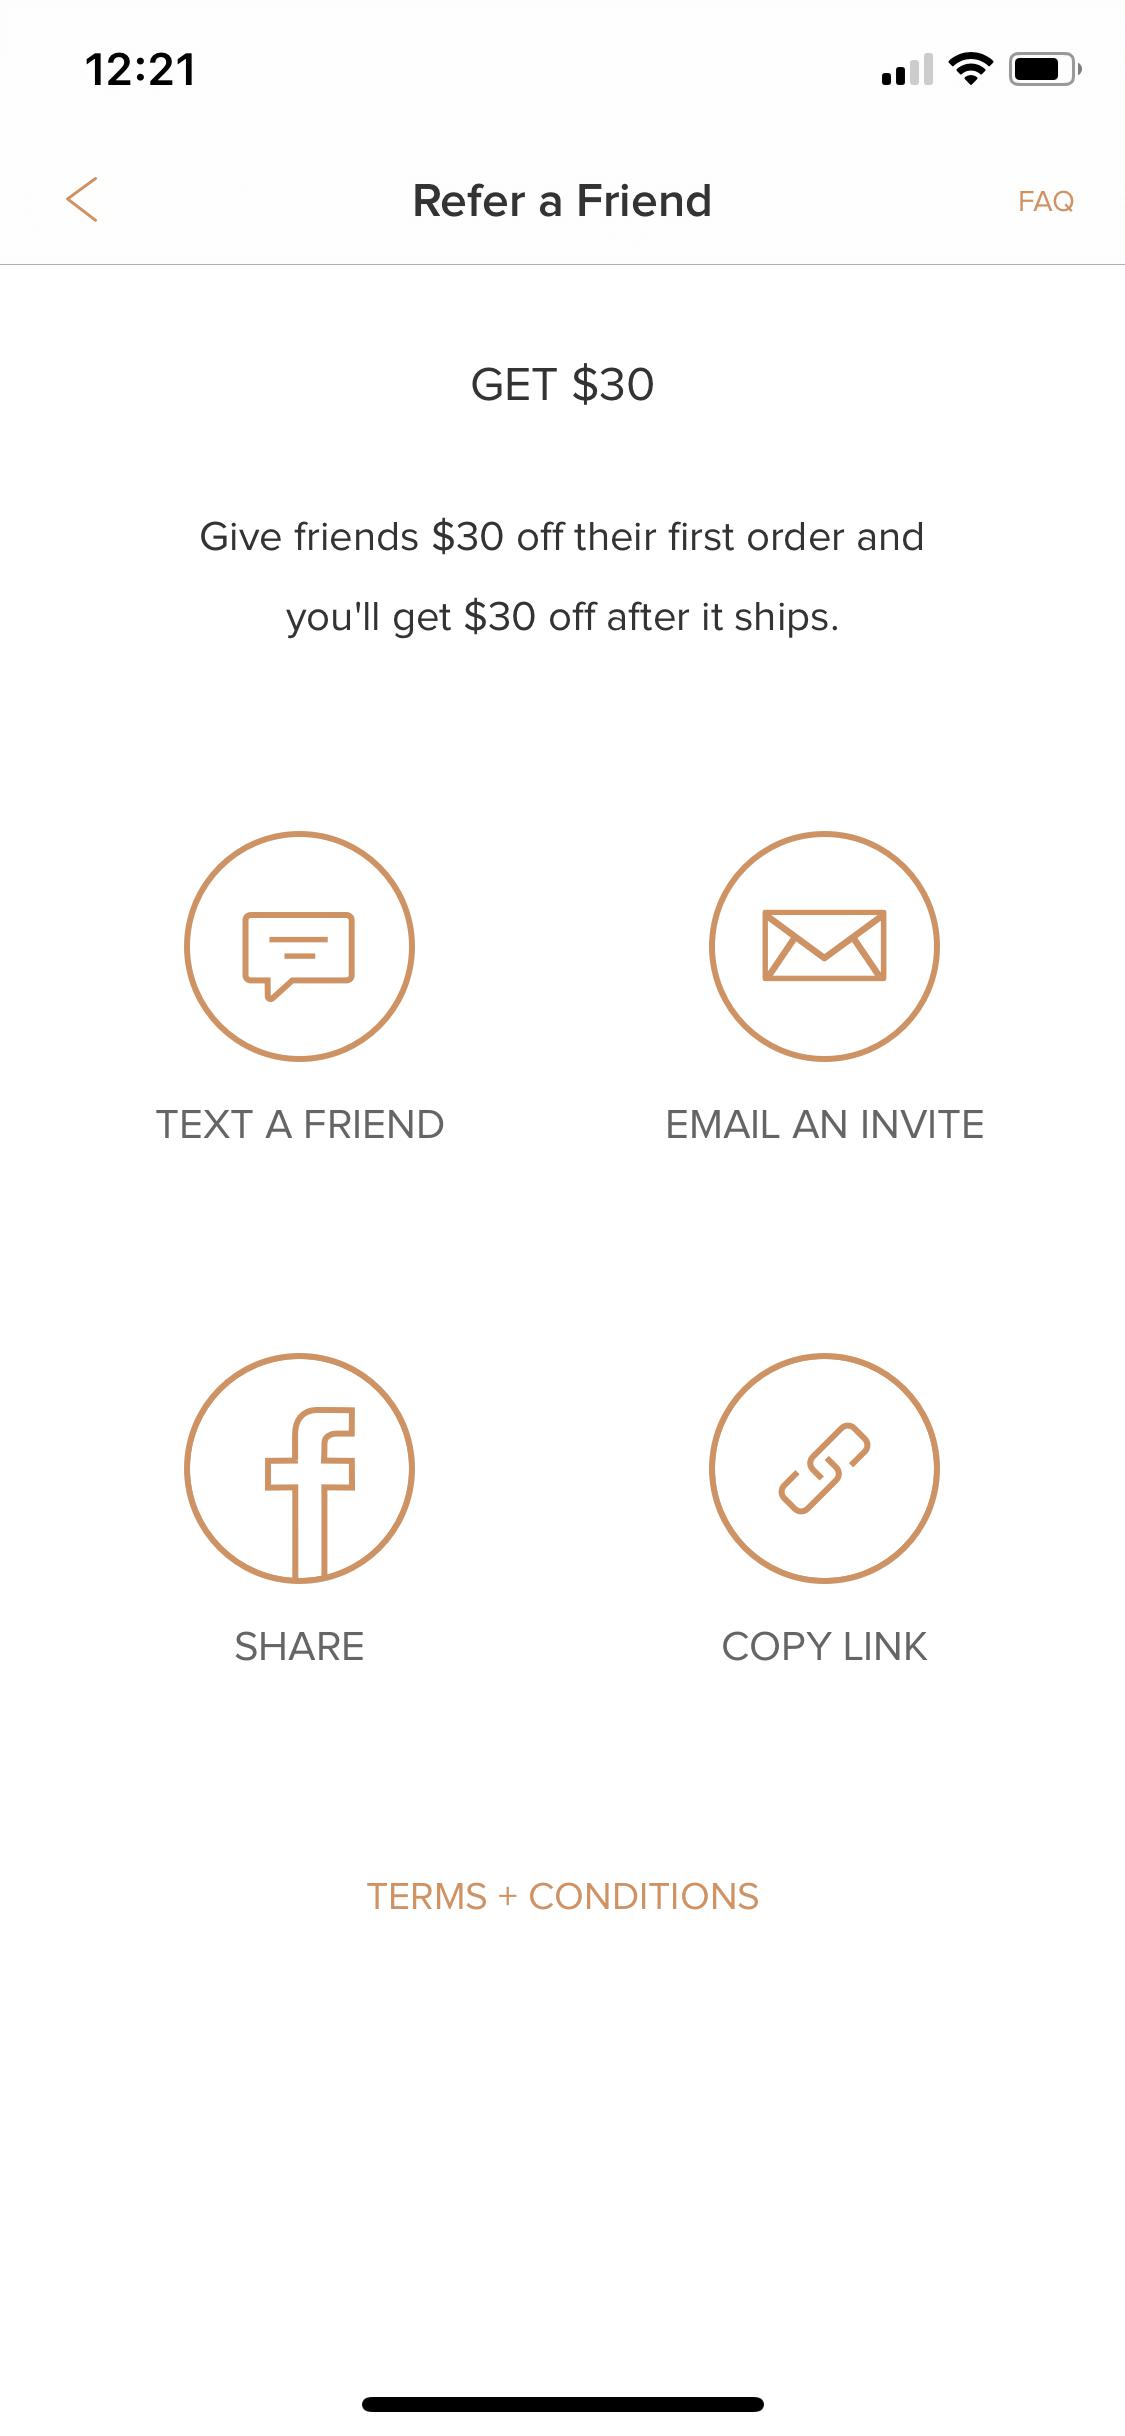 12:21
Refer a Friend
FAQ
GET $30
Give friends $30 off their first order and
you'll get $30 off after it ships.
TEXT A FRIEND
EMAIL AN INVITE
SHARE
COPY LINK
TERMS + CONDITIONS